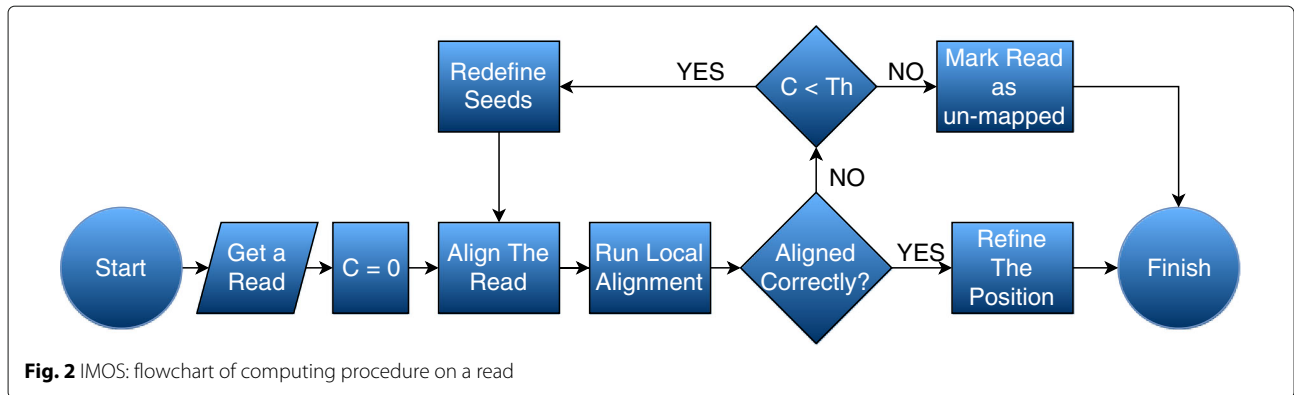 Redefine
Seeds
YES
C < Th
NO
Mark Read
as
un-mapped
NO
Start
Get a
Read
C = 0
Align The
Read
Run Local
Alignment
Aligned
Correctly?
YES
Refine
The
Position
Finish
Fig. 2 IMOS: flowchart of computing procedure on a read